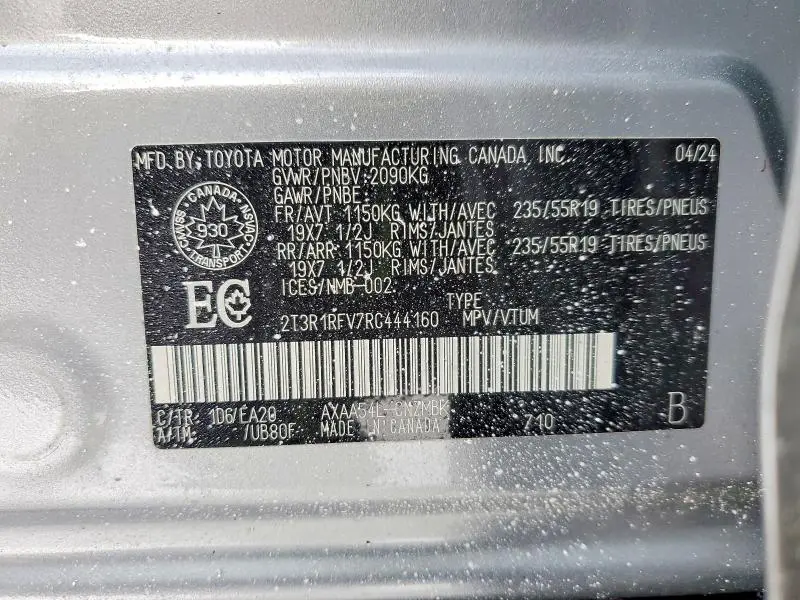 MFD. BY: TOYOTA MOTOR MANUFACTURING CANADA, INC. 04/24
GVWR/PNBV: 2090KG
GAWR/PNBE:
FR/AVT 1150KG WITH/AVEC 235/55R19 TIRES/PNEUS
19X7 1/2J RIMS/JANTES
RR/ARR 1150KG WITH/AVEC 235/55R19 TIRES/PNEUS
19X7 1/2J RIMS/JANTES
ICES/NMB-002
CANADA
CMVSS NSVAC
930
TRANSPORT
EC
TYPE
2T3R1RFV7RC444160 MPV/VTUM
C/TR: 1D6/EA20 B
A/TM: /UB80F MADE IN CANADA 710